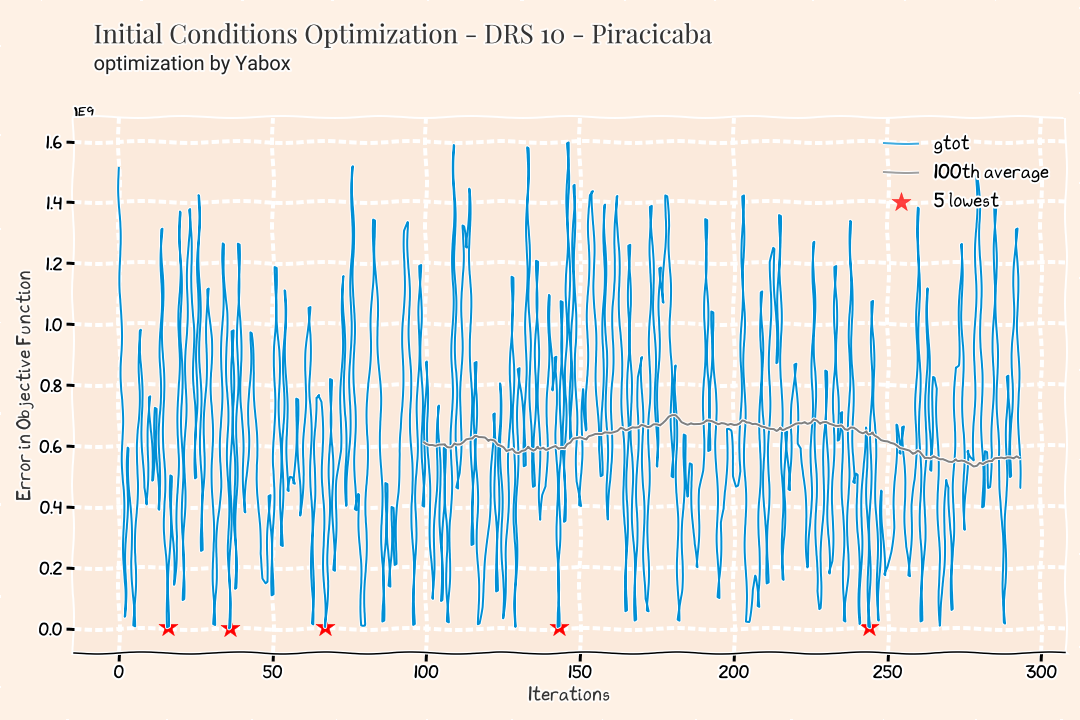 Initial Conditions Optimization - DRS 10 - Piracicaba
optimization by Yabox
1E9
1.6
1.4
1.2
1.0
0.8
0.6
0.4
0.2
0.0
Error in Objective Function
gtot
100th average
5 lowest
0 50 100 150 200 250 300
Iterations